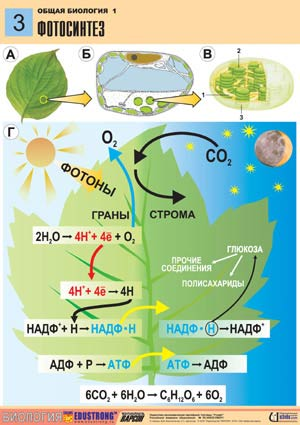 3
ОБЩАЯ БИОЛОГИЯ 1
ФОТОСИНТЕЗ
А
Б
В
2
1
3
Г
O₂
CO₂
ФОТОНЫ
ГРАНЫ
СТРОМА
2H₂O → 4H⁺ + 4ē + O₂
ГЛЮКОЗА
ПРОЧИЕ
СОЕДИНЕНИЯ
ПОЛИСАХАРИДЫ
4H⁺ + 4ē → 4H
НАДФ⁺ + H → НАДФ · H
НАДФ · H → НАДФ⁺
АДФ + Р → АТФ
АТФ → АДФ
6CO₂ + 6H₂O → C₆H₁₂O₆ + 6O₂
БИОЛОГИЯ
EDUSTRONG
ВАРСОН